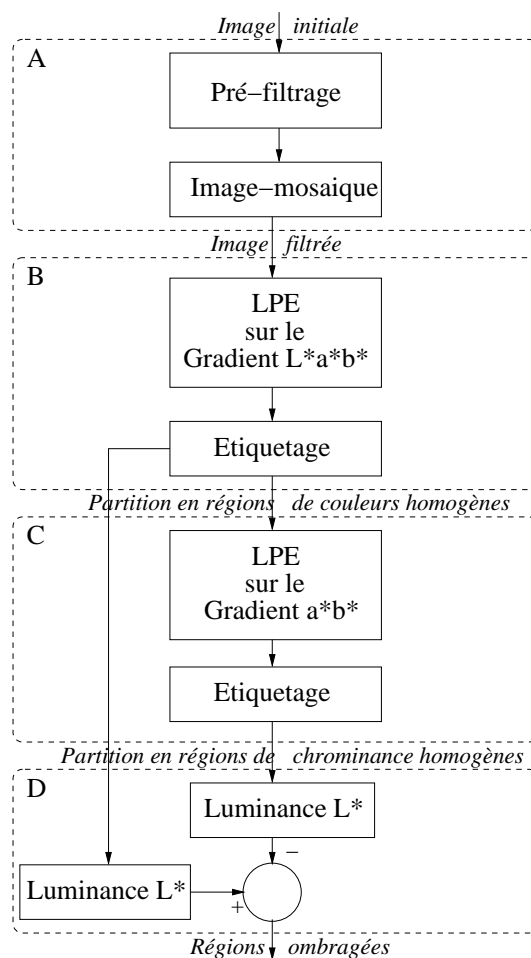 Image initiale
A
Pré−filtrage
Image−mosaique
Image filtrée
B
LPE
sur le
Gradient L*a*b*
Etiquetage
Partition en régions de couleurs homogènes
C
LPE
sur le
Gradient a*b*
Etiquetage
Partition en régions de chrominance homogènes
D
Luminance L*
−
Luminance L*
+
Régions ombragées